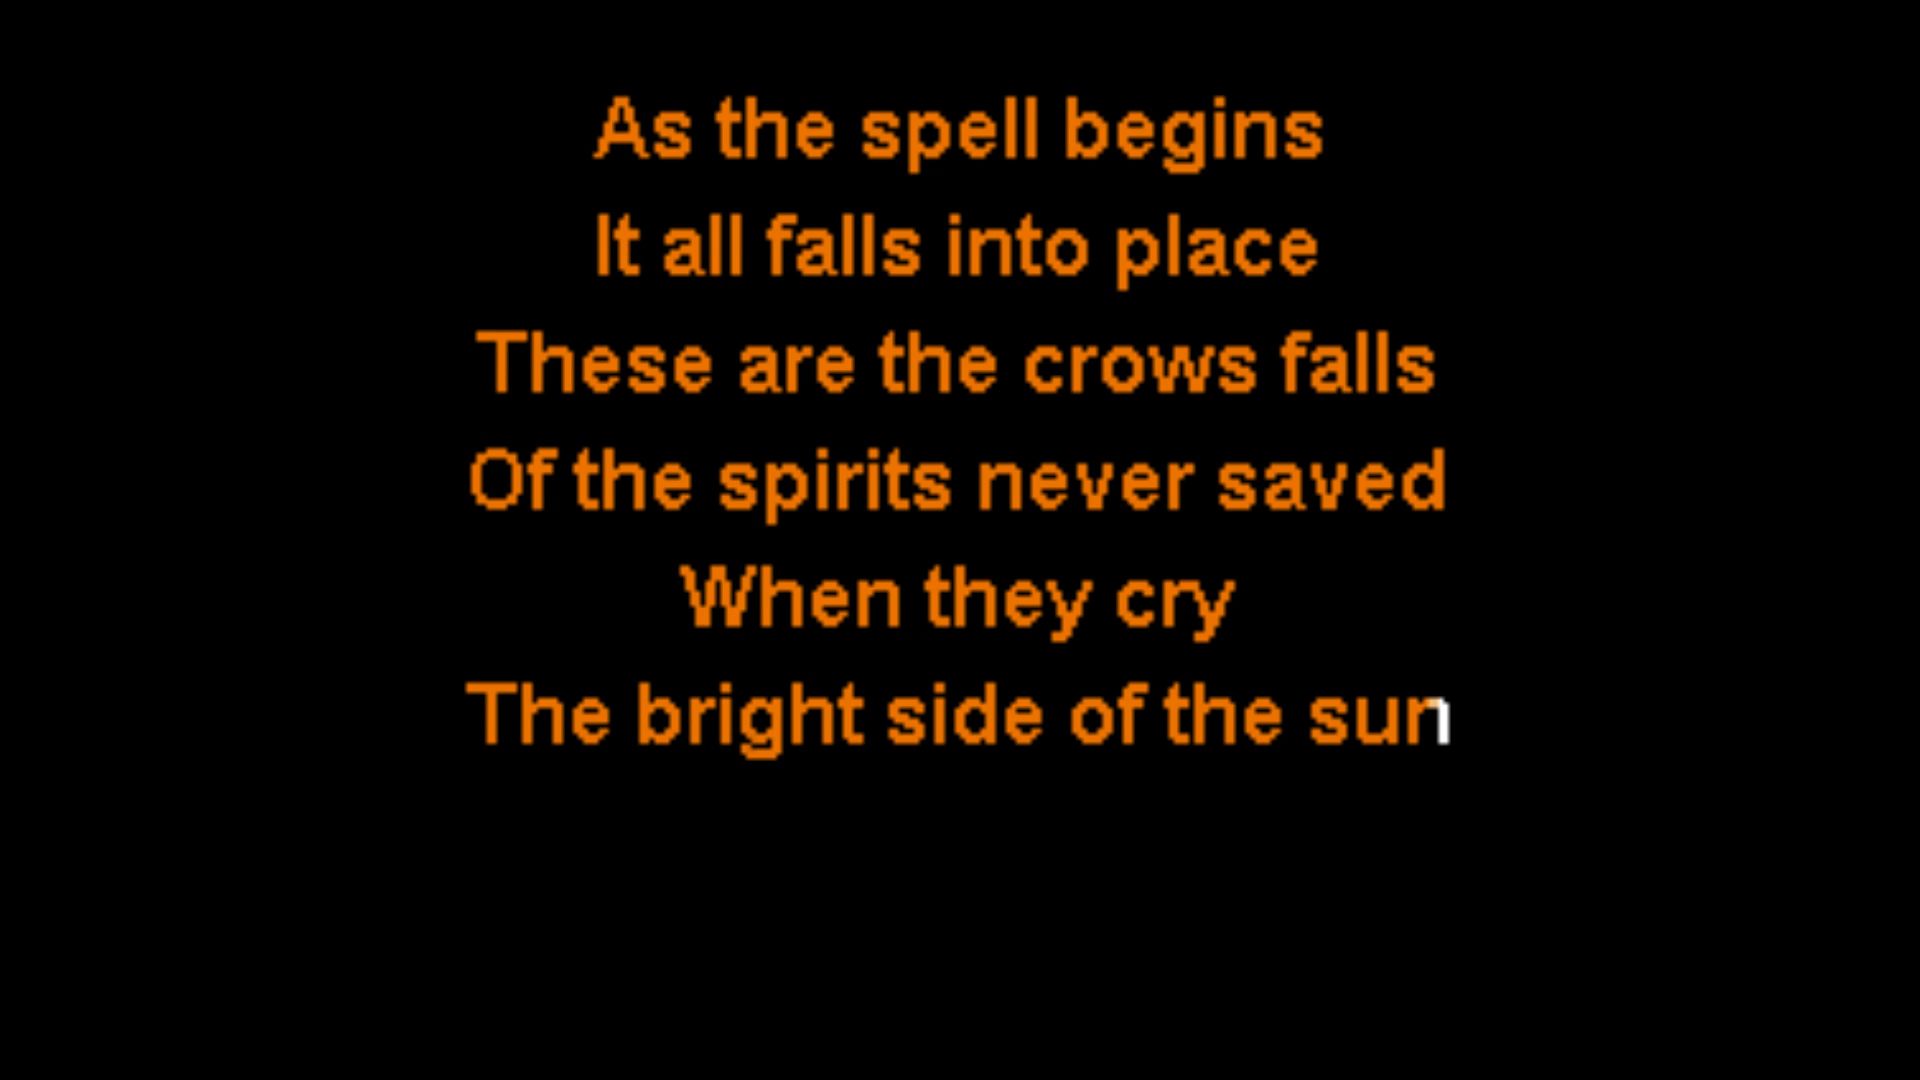 As the spell begins
It all falls into place
These are the crows falls
Of the spirits never saved
When they cry
The bright side of the sun